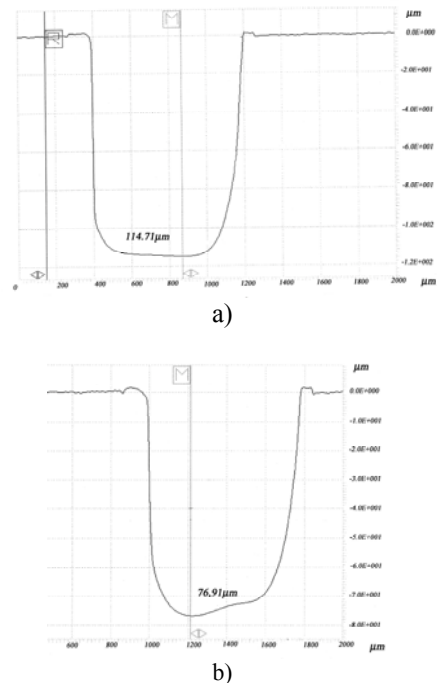 μm
M
0.0E+000
R
-2.0E+001
-4.0E+001
-6.0E+001
-8.0E+001
114.71μm
-1.0E+002
-1.2E+002
0 200 400 600 800 1000 1200 1400 1600 1800 2000
μm
a)
μm
M
0.0E+000
-1.0E+001
-2.0E+001
-3.0E+001
-4.0E+001
-5.0E+001
-6.0E+001
76.91μm
-7.0E+001
-8.0E+001
600 800 1000 1200 1400 1600 1800 2000
μm
b)